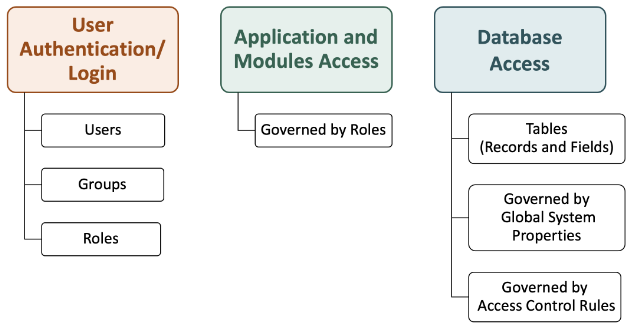 User
Authentication/
Login
Users
Groups
Roles
Application and
Modules Access
Governed by Roles
Database
Access
Tables
(Records and Fields)
Governed by
Global System
Properties
Governed by
Access Control Rules